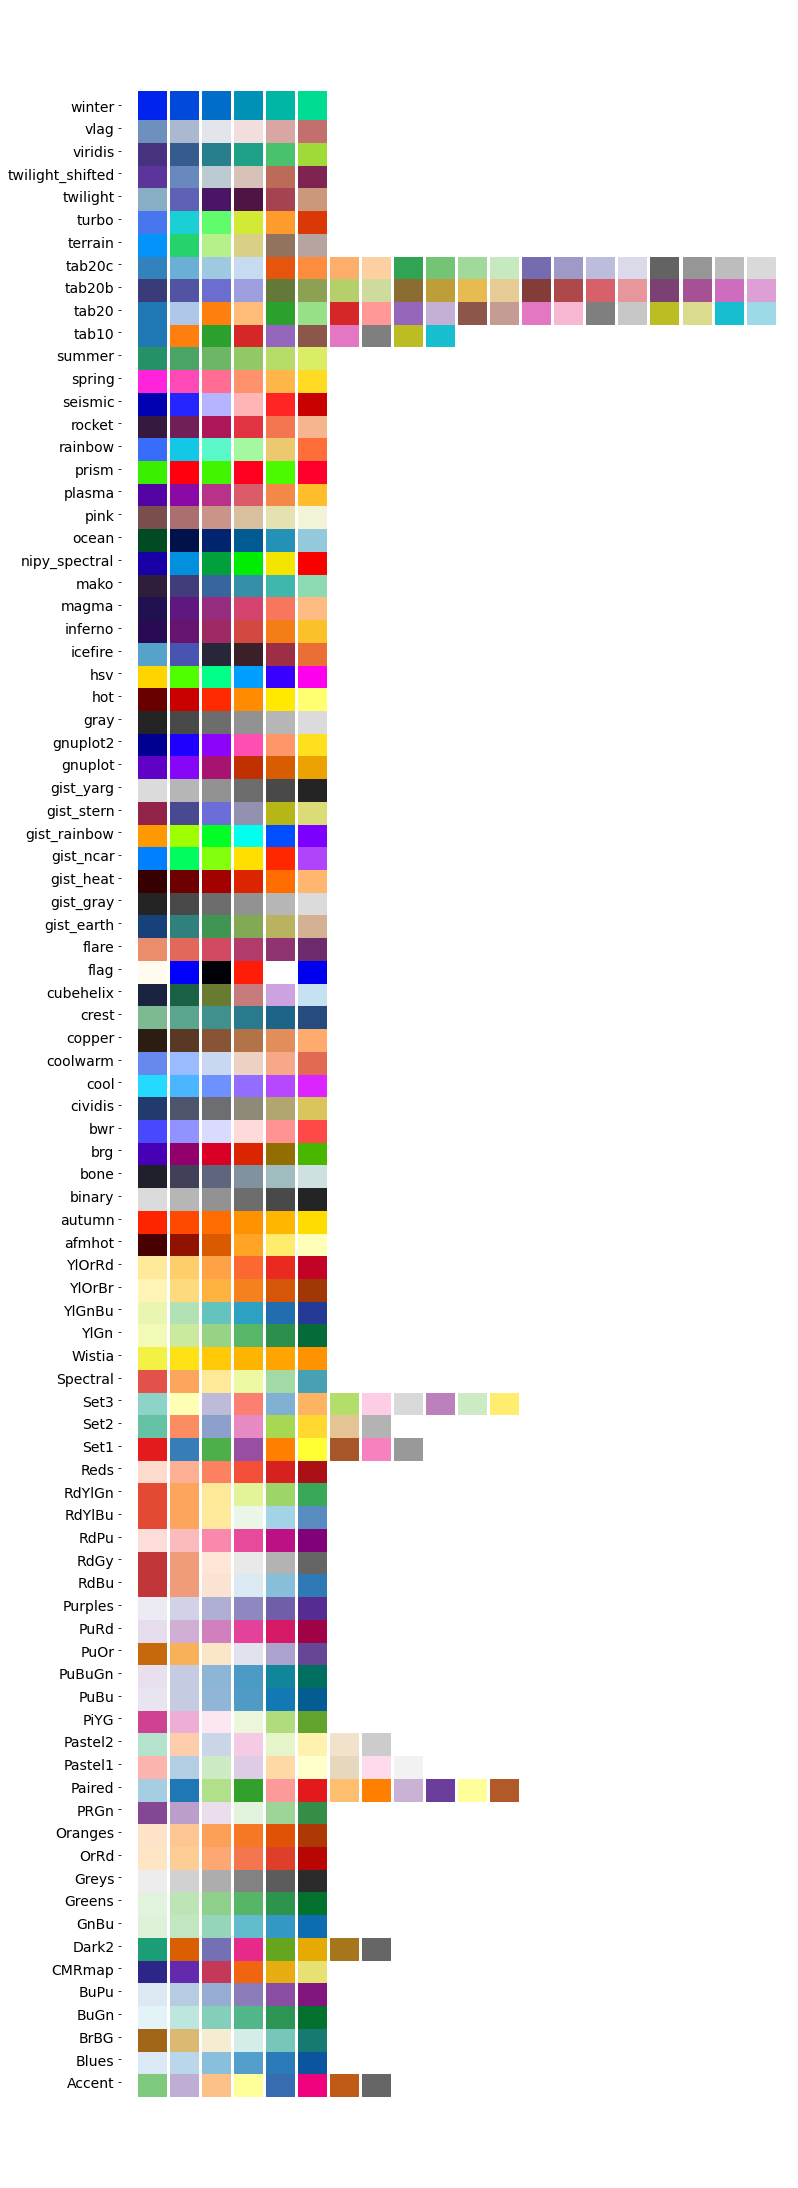 winter
vlag
viridis
twilight_shifted
twilight
turbo
terrain
tab20c
tab20b
tab20
tab10
summer
spring
seismic
rocket
rainbow
prism
plasma
pink
ocean
nipy_spectral
mako
magma
inferno
icefire
hsv
hot
gray
gnuplot2
gnuplot
gist_yarg
gist_stern
gist_rainbow
gist_ncar
gist_heat
gist_gray
gist_earth
flare
flag
cubehelix
crest
copper
coolwarm
cool
cividis
bwr
brg
bone
binary
autumn
afmhot
YlOrRd
YlOrBr
YlGnBu
YlGn
Wistia
Spectral
Set3
Set2
Set1
Reds
RdYlGn
RdYlBu
RdPu
RdGy
RdBu
Purples
PuRd
PuOr
PuBuGn
PuBu
PiYG
Pastel2
Pastel1
Paired
PRGn
Oranges
OrRd
Greys
Greens
GnBu
Dark2
CMRmap
BuPu
BuGn
BrBG
Blues
Accent